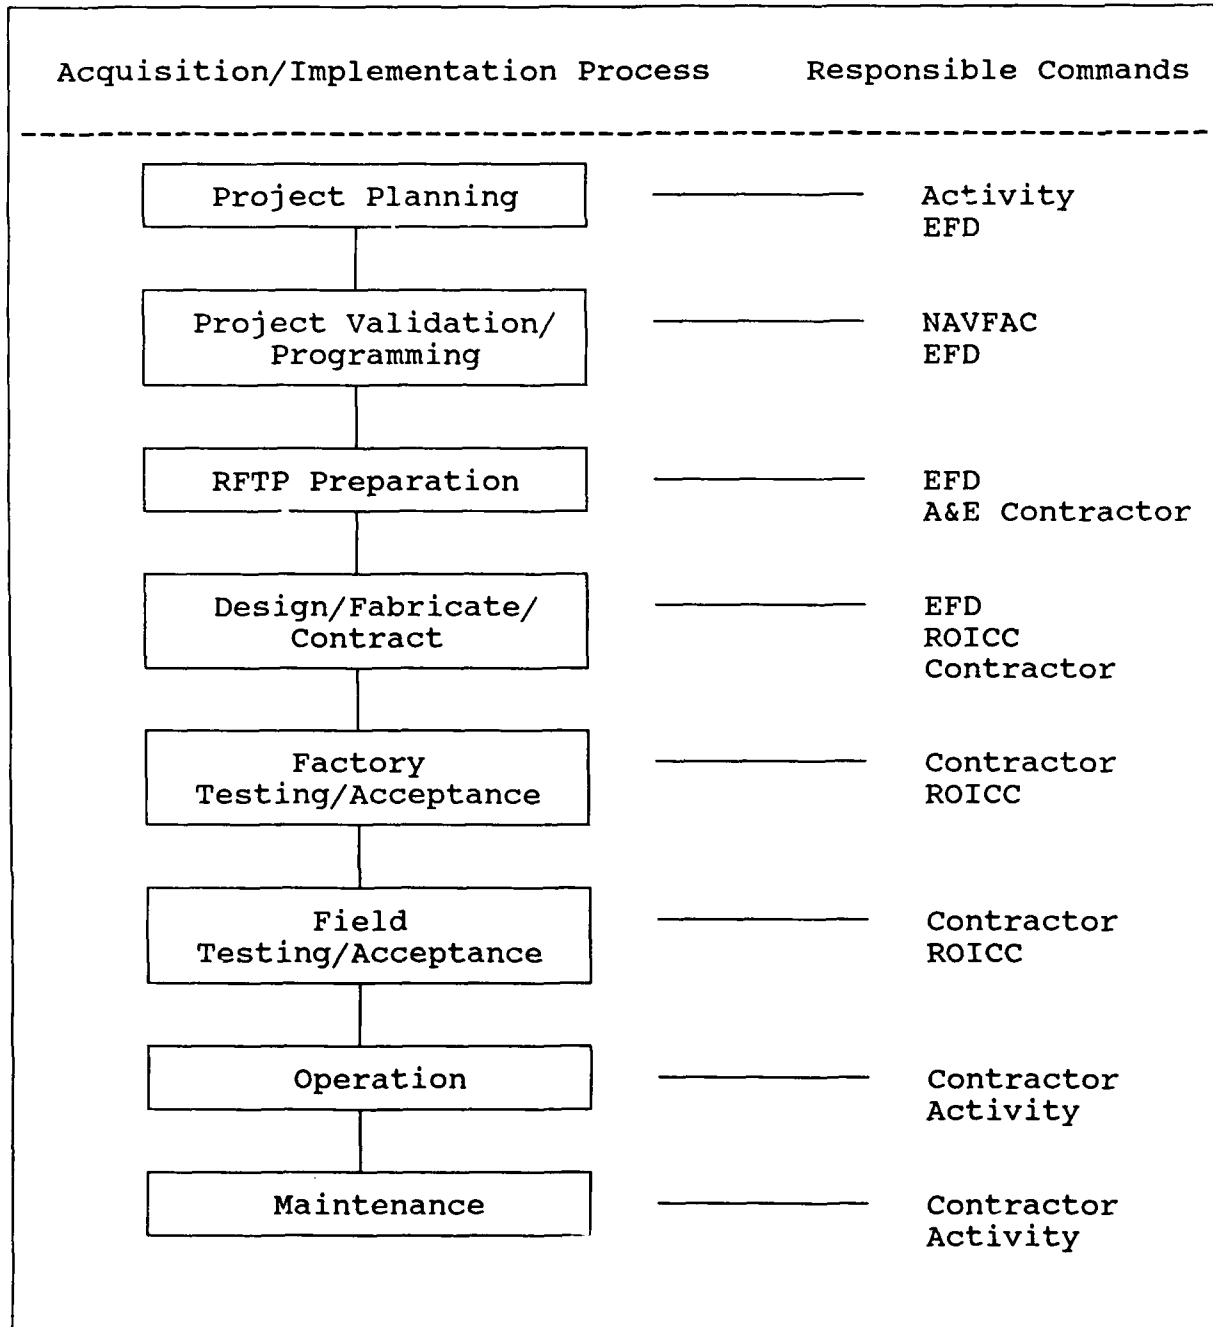 Acquisition/Implementation Process Responsible Commands
Project Planning Activity
EFD
Project Validation/ NAVFAC
Programming EFD
RFTP Preparation EFD
A&E Contractor
Design/Fabricate/ EFD
Contract ROICC
Contractor
Factory Contractor
Testing/Acceptance ROICC
Field Contractor
Testing/Acceptance ROICC
Operation Contractor
Activity
Maintenance Contractor
Activity